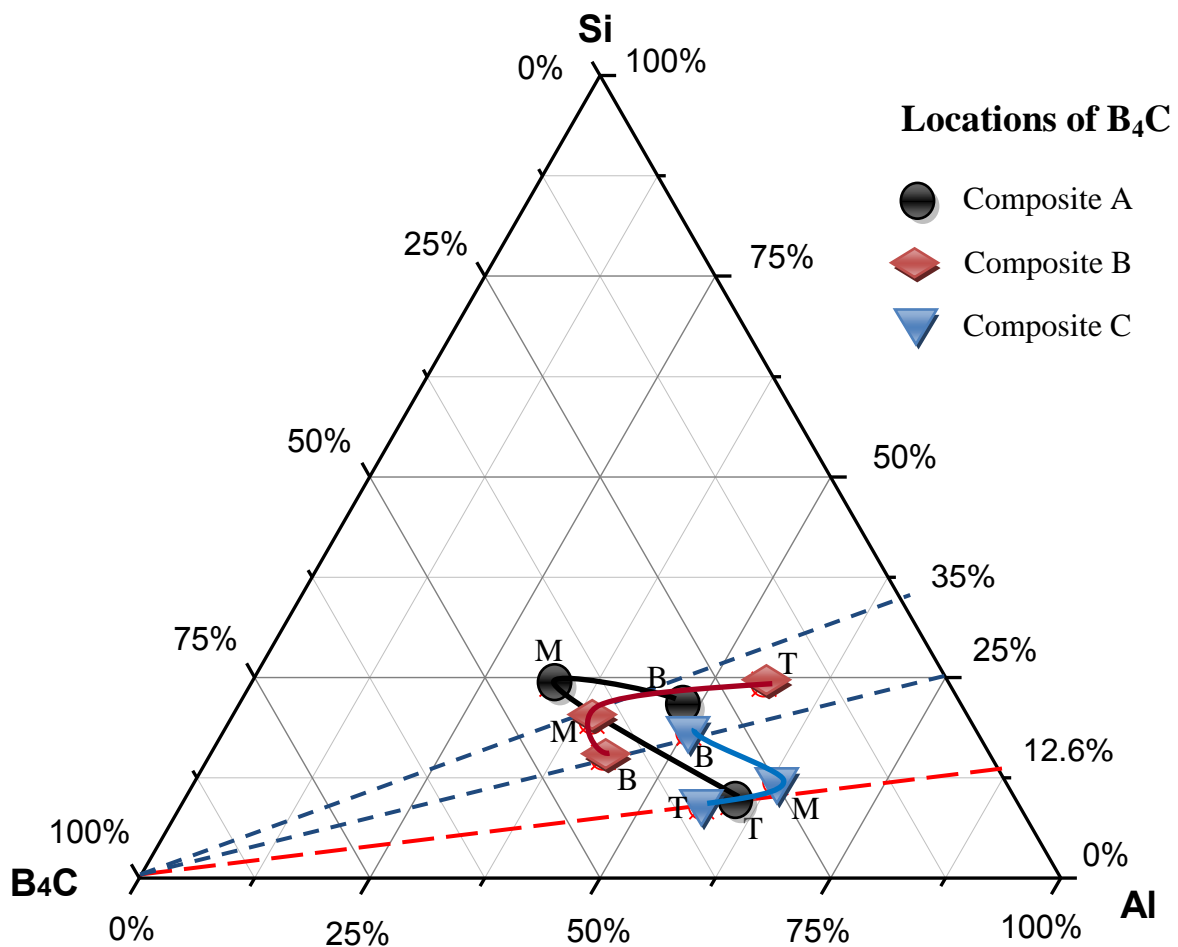 Si
0%
100%
Locations of B₄C
Composite A
25%
75%
Composite B
Composite C
50%
50%
35%
75%
M
B
T
25%
M
B
B
12.6%
T
M
T
100%
0%
B4C
Al
0%
25%
50%
75%
100%